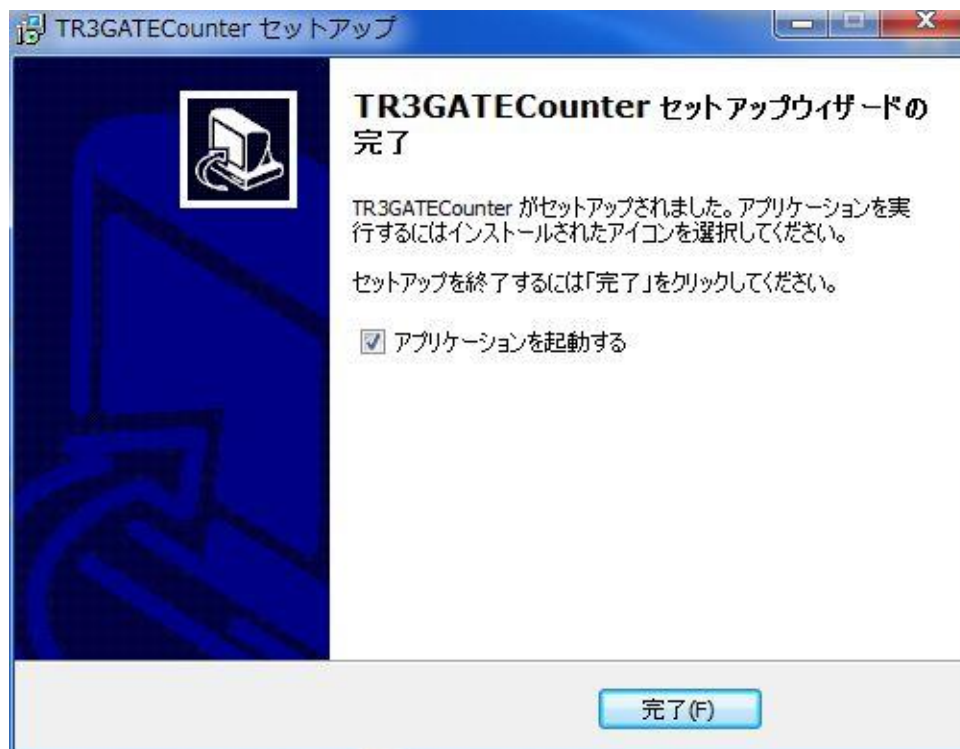 TR3GATECounter セットアップ
TR3GATECounter セットアップウィザードの
完了
TR3GATECounter がセットアップされました。アプリケーションを実
行するにはインストールされたアイコンを選択してください。
セットアップを終了するには「完了」をクリックしてください。
アプリケーションを起動する
完了(F)